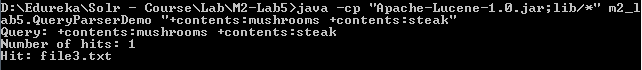 D:\Edureka\Solr - Course\Lab\M2-Lab5>java -cp "Apache-Lucene-1.0.jar;lib/*" m2_l
ab5.QueryParserDemo "+contents:mushrooms +contents:steak"
Query: +contents:mushrooms +contents:steak
Number of hits: 1
Hit: file3.txt